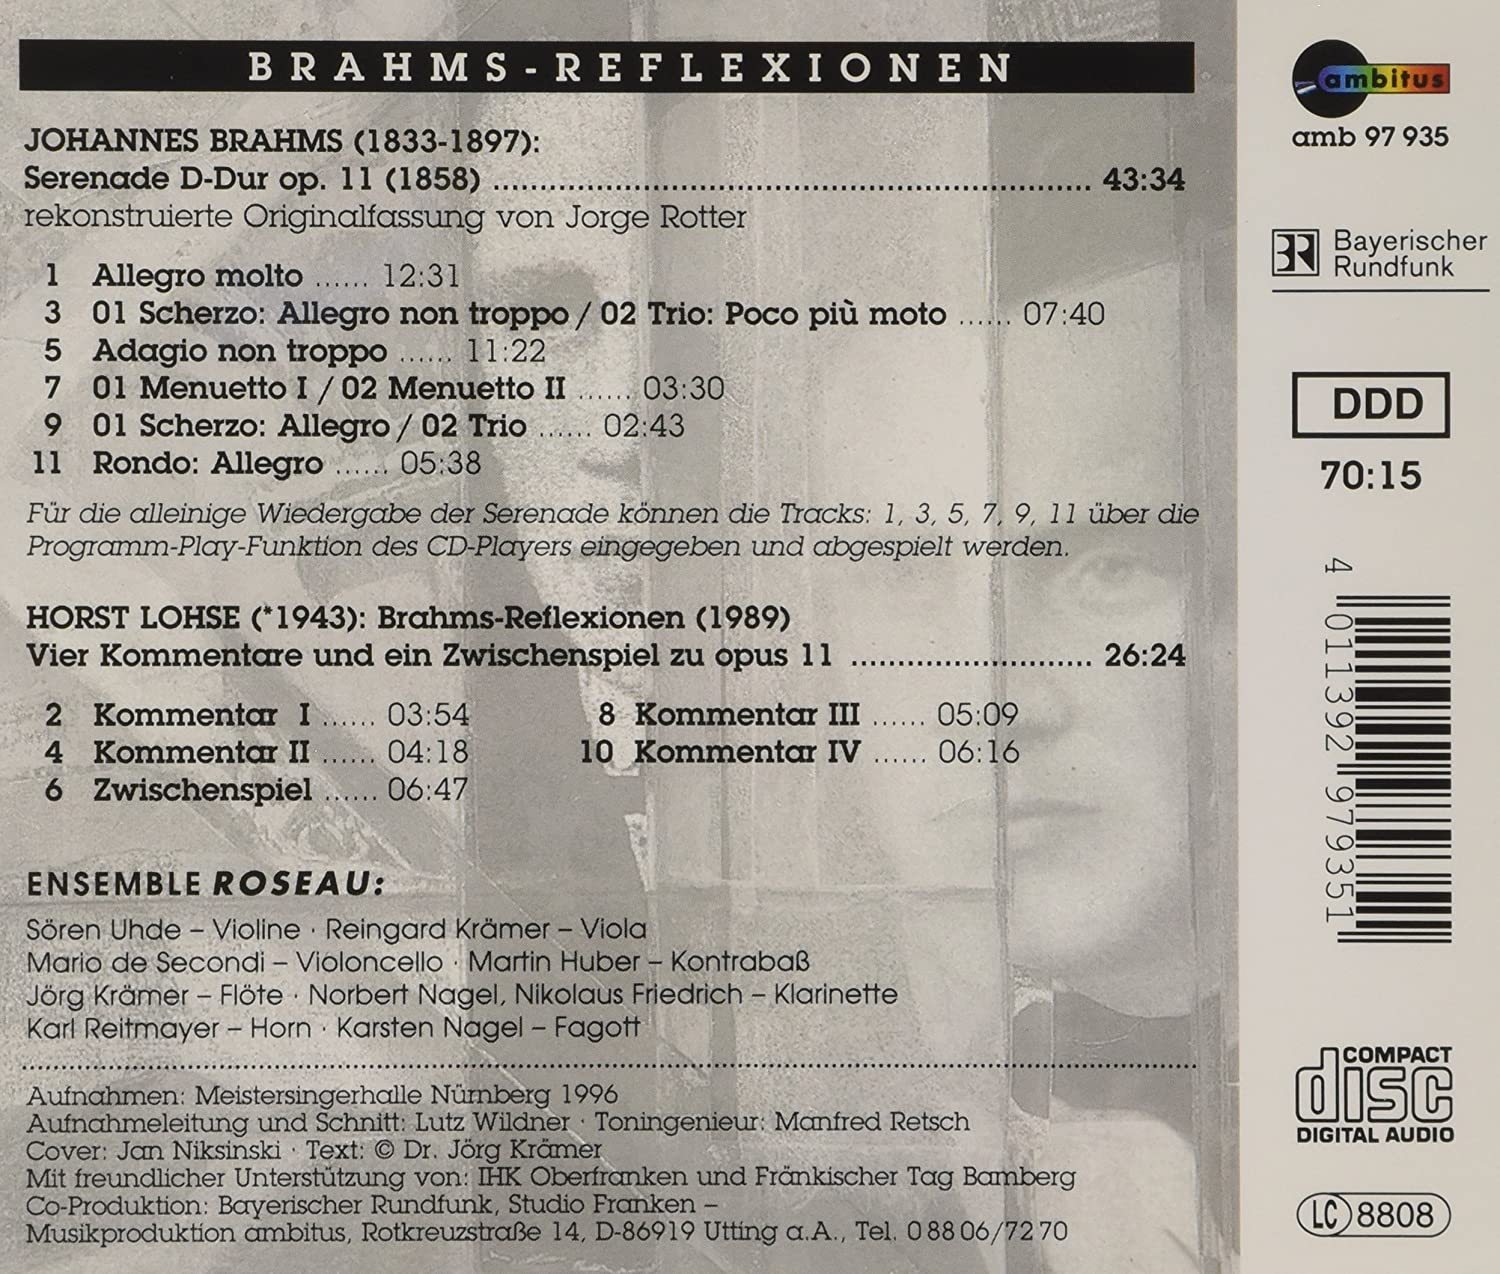 BRAHMS-REFLEXIONEN
JOHANNES BRAHMS (1833-1897):
Serenade D-Dur op. 11 (1858) ........ 43:34
rekonstruierte Originalfassung von Jorge Rotter
1 Allegro molto ...... 12:31
3 01 Scherzo: Allegro non troppo / 02 Trio: Poco più moto ...... 07:40
5 Adagio non troppo ...... 11:22
7 01 Menuetto I / 02 Menuetto II ...... 03:30
9 01 Scherzo: Allegro / 02 Trio ...... 02:43
11 Rondo: Allegro ...... 05:38
Für die alleinige Wiedergabe der Serenade können die Tracks: 1, 3, 5, 7, 9, 11 über die
Programm-Play-Funktion des CD-Players eingegeben und abgespielt werden.
HORST LOHSE (*1943): Brahms-Reflexionen (1989)
Vier Kommentare und ein Zwischenspiel zu opus 11 ........ 26:24
2 Kommentar I ...... 03:54
4 Kommentar II ...... 04:18
6 Zwischenspiel ...... 06:47
8 Kommentar III ...... 05:09
10 Kommentar IV ...... 06:16
ENSEMBLE ROSEAU:
Sören Uhde – Violine · Reingard Krämer – Viola
Mario de Secondi – Violoncello · Martin Huber – Kontrabaß
Jörg Krämer – Flöte · Norbert Nagel, Nikolaus Friedrich – Klarinette
Karl Reitmayer – Horn · Karsten Nagel – Fagott
Aufnahmen: Meistersingerhalle Nürnberg 1996
Aufnahmeleitung und Schnitt: Lutz Wildner · Toningenieur: Manfred Retsch
Cover: Jan Niksinski · Text: © Dr. Jörg Krämer
Mit freundlicher Unterstützung von: IHK Oberfranken und Fränkischer Tag Bamberg
Co-Produktion: Bayerischer Rundfunk, Studio Franken –
Musikproduktion ambitus, Rotkreuzstraße 14, D-86919 Utting a.A., Tel. 0 88 06/72 70
ambitus
amb 97 935
BR Bayerischer
Rundfunk
DDD
70:15
4 011392 979351
COMPACT
disc
DIGITAL AUDIO
LC 8808